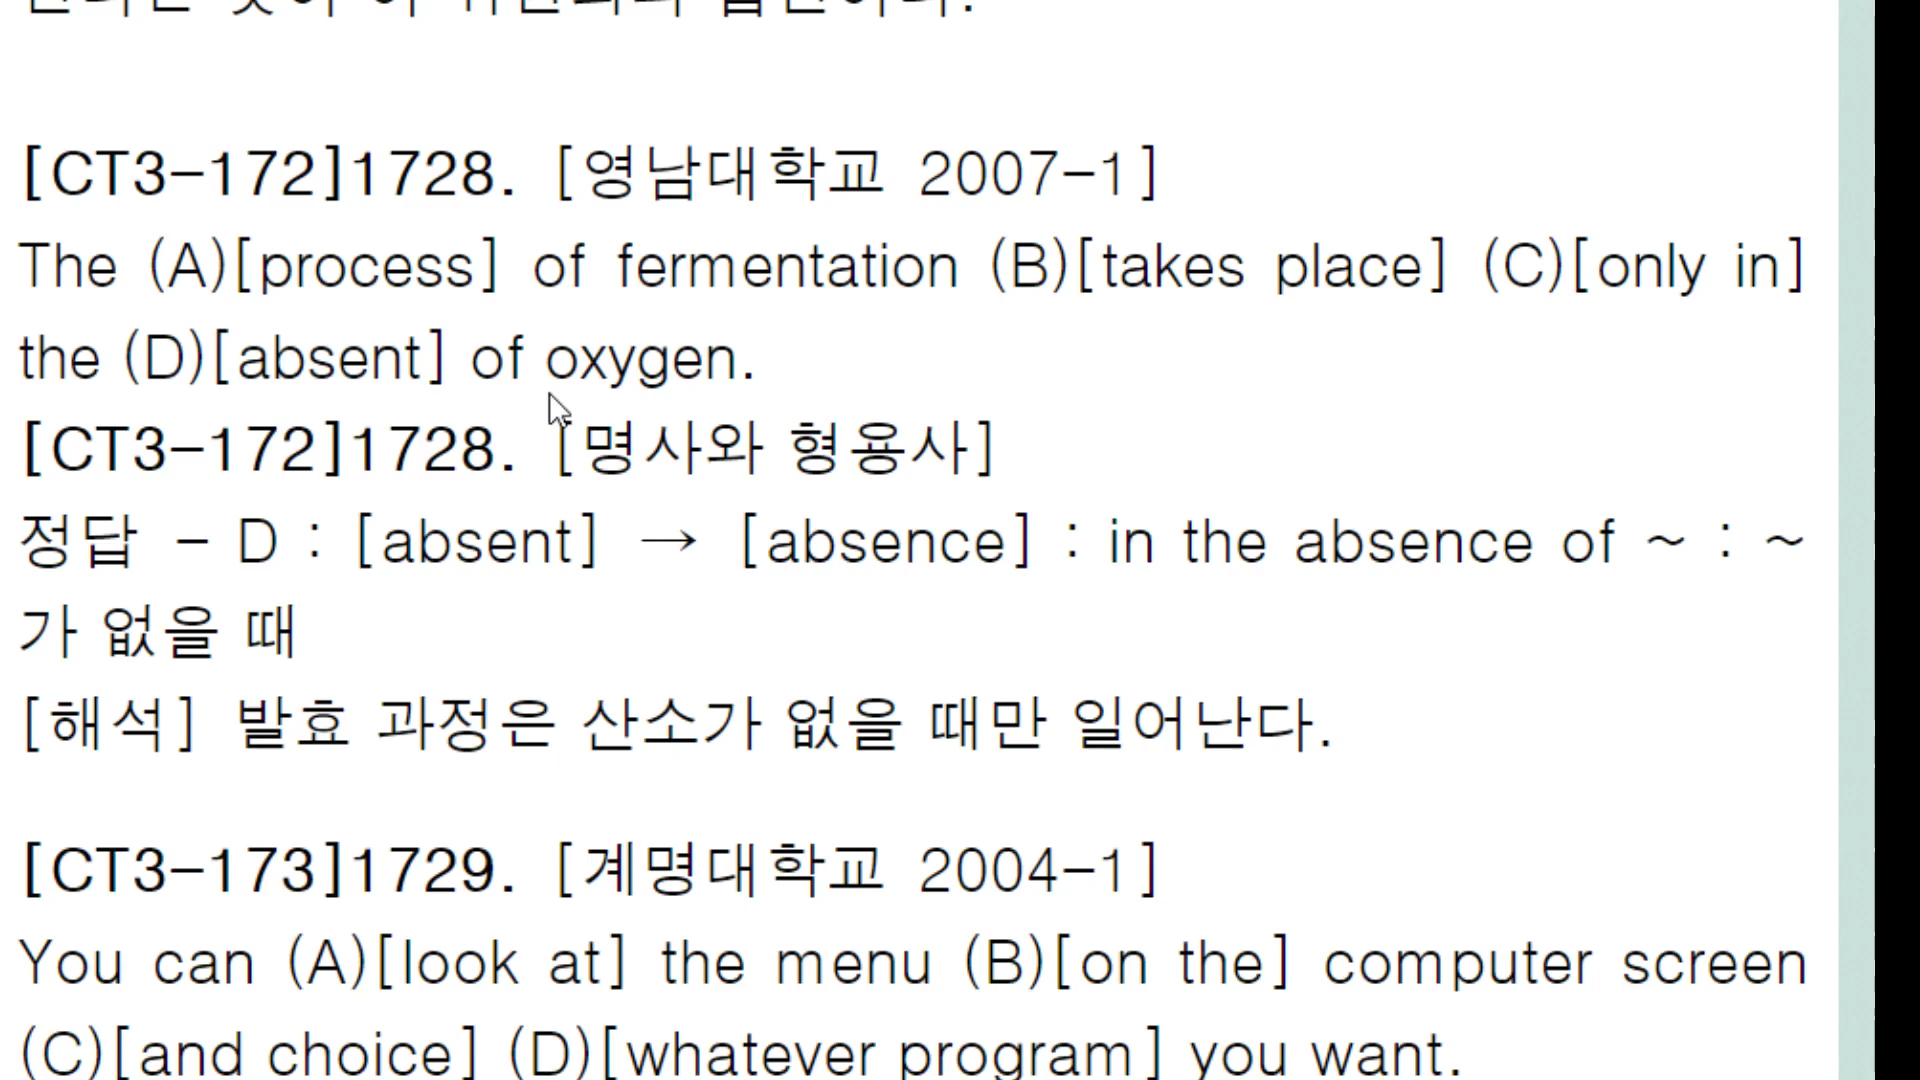 [CT3-172]1728. [영남대학교 2007-1]
The (A)[process] of fermentation (B)[takes place] (C)[only in]
the (D)[absent] of oxygen.
[CT3-172]1728. [명사와 형용사]
정답 - D : [absent] → [absence] : in the absence of ~ : ~
가 없을 때
[해석] 발효 과정은 산소가 없을 때만 일어난다.
[CT3-173]1729. [계명대학교 2004-1]
You can (A)[look at] the menu (B)[on the] computer screen
(C)[and choice] (D)[whatever program] you want.